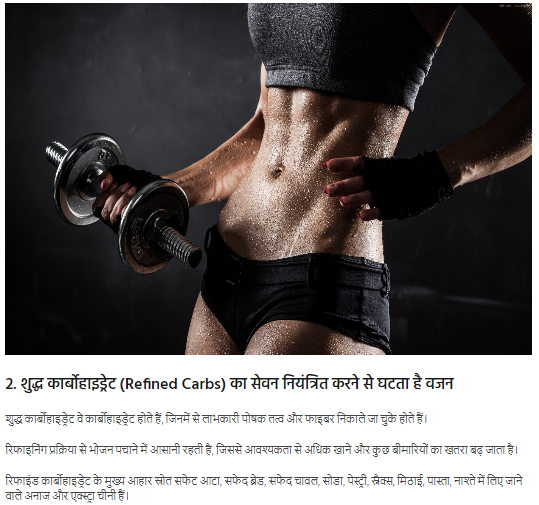 2. शुद्ध कार्बोहाइड्रेट (Refined Carbs) का सेवन नियंत्रित करने से घटता है वजन
शुद्ध कार्बोहाइड्रेट वे कार्बोहाइड्रेट होते हैं, जिनमें से लाभकारी पोषक तत्व और फाइबर निकाले जा चुके होते हैं।
रिफाइनिंग प्रक्रिया से भोजन पचाने में आसानी रहती है, जिससे आवश्यकता से अधिक खाने और कुछ बीमारियों का खतरा बढ़ जाता है।
रिफाइंड कार्बोहाइड्रेट के मुख्य आहार स्रोत सफेट आटा, सफेद ब्रेड, सफेद चावल, सोडा, पेस्ट्री, स्नैक्स, मिठाई, पास्ता, नाश्ते में लिए जाने
वाले अनाज और एक्स्ट्रा चीनी हैं।